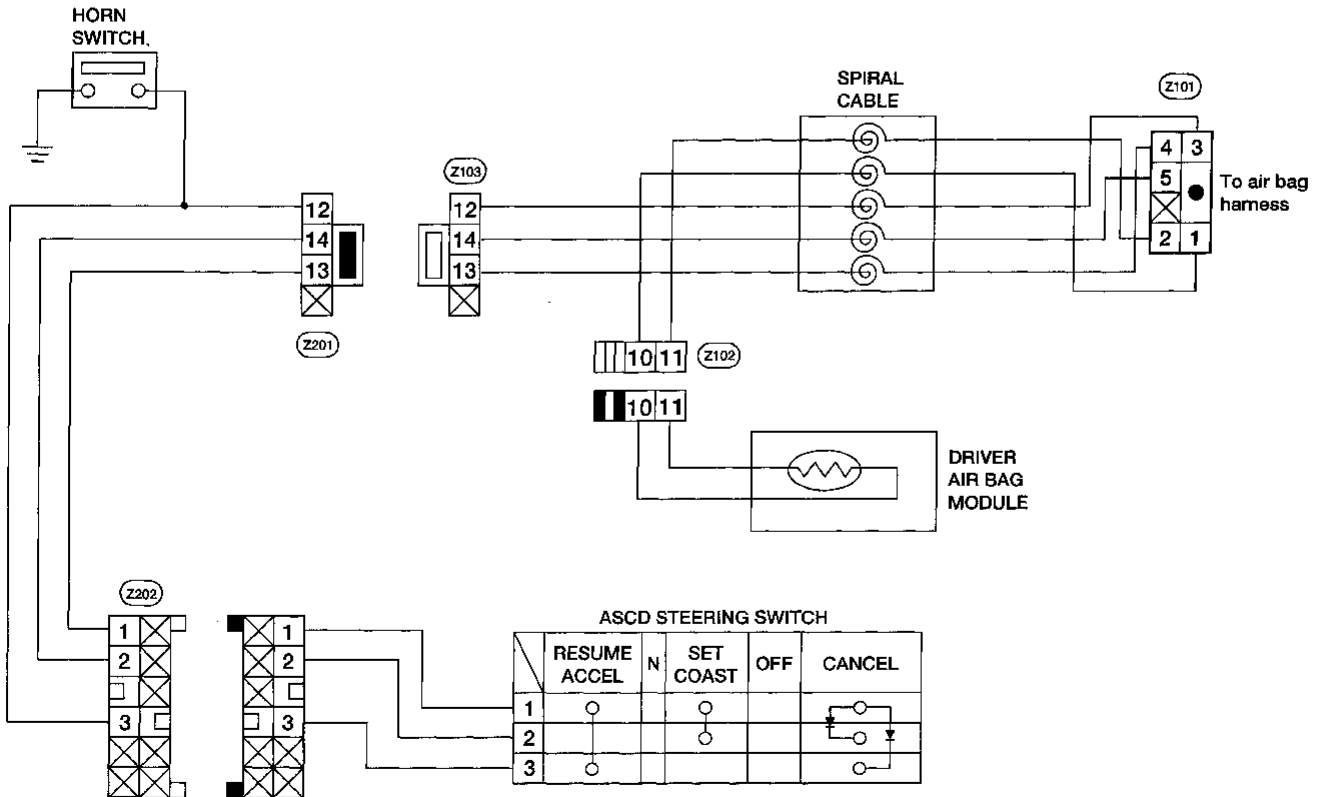 HORN
SWITCH
SPIRAL
CABLE
Z101
4 3
5
2 1
To air bag
harness
12
14
13
Z201
Z103
12
14
13
10 11
Z102
10 11
DRIVER
AIR BAG
MODULE
Z202
1
2
3
1
2
3
ASCD STEERING SWITCH
RESUME ACCEL N SET COAST OFF CANCEL
1
2
3